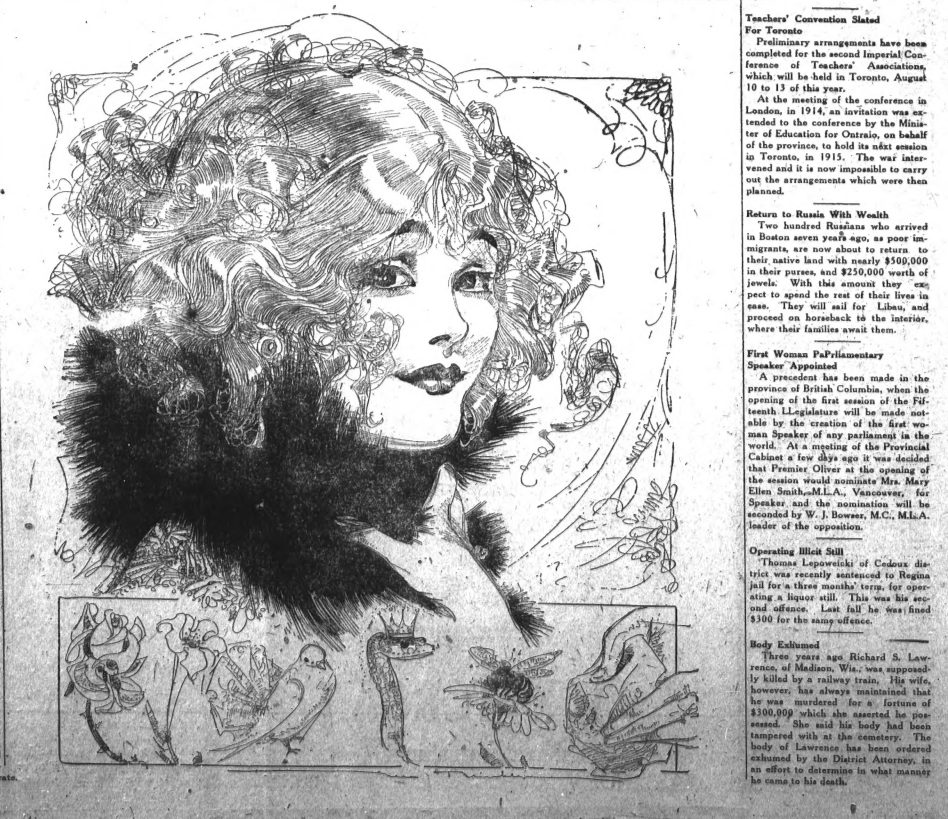 Teachers' Convention Slated
For Toronto
Preliminary arrangements have been
completed for the second Imperial Con-
ference of Teachers' Associations,
which will be held in Toronto, August
10 to 13 of this year.
At the meeting of the conference in
London, in 1914, an invitation was ex-
tended to the conference by the Minis-
ter of Education for Ontraio, on behalf
of the province, to hold its next session
in Toronto, in 1915. The war inter-
vened and it is now impossible to carry
out the arrangements which were then
planned.
Return to Russia With Wealth
Two hundred Russians who arrived
in Boston seven years ago, as poor im-
migrants, are now about to return to
their native land with nearly $500,000
in their purses, and $250,000 worth of
jewels. With this amount they ex-
pect to spend the rest of their lives in
ease. They will sail for Libau, and
proceed on horseback to the interior,
where their families await them.
First Woman PaPrliamentary
Speaker Appointed
A precedent has been made in the
province of British Columbia, when the
opening of the first session of the Fif-
teenth LLegislature will be made not-
able by the creation of the first wo-
man Speaker of any parliament in the
world. At a meeting of the Provincial
Cabinet a few days ago it was decided
that Premier Oliver at the opening of
the session would nominate Mrs. Mary
Ellen Smith, M.L.A., Vancouver, for
Speaker and the nomination will be
seconded by W. J. Bowser, M.C., M.L.A.
leader of the opposition.
Operating Illicit Still
Thomas Lepoweicki of Cedoux dis-
trict was recently sentenced to Regina
jail for a three months' term, for oper-
ating a liquor still. This was his sec-
ond offence. Last fall he was fined
$300 for the same offence.
Body Exhumed
Three years ago Richard S. Law-
rence, of Madison, Wis., was supposed-
ly killed by a railway train. His wife,
however, has always maintained that
he was murdered for a fortune of
$300,000 which she asserted he pos-
sessed. She said his body had been
tampered with at the cemetery. The
body of Lawrence has been ordered
exhumed by the District Attorney, in
an effort to determine in what manner
he came to his death.